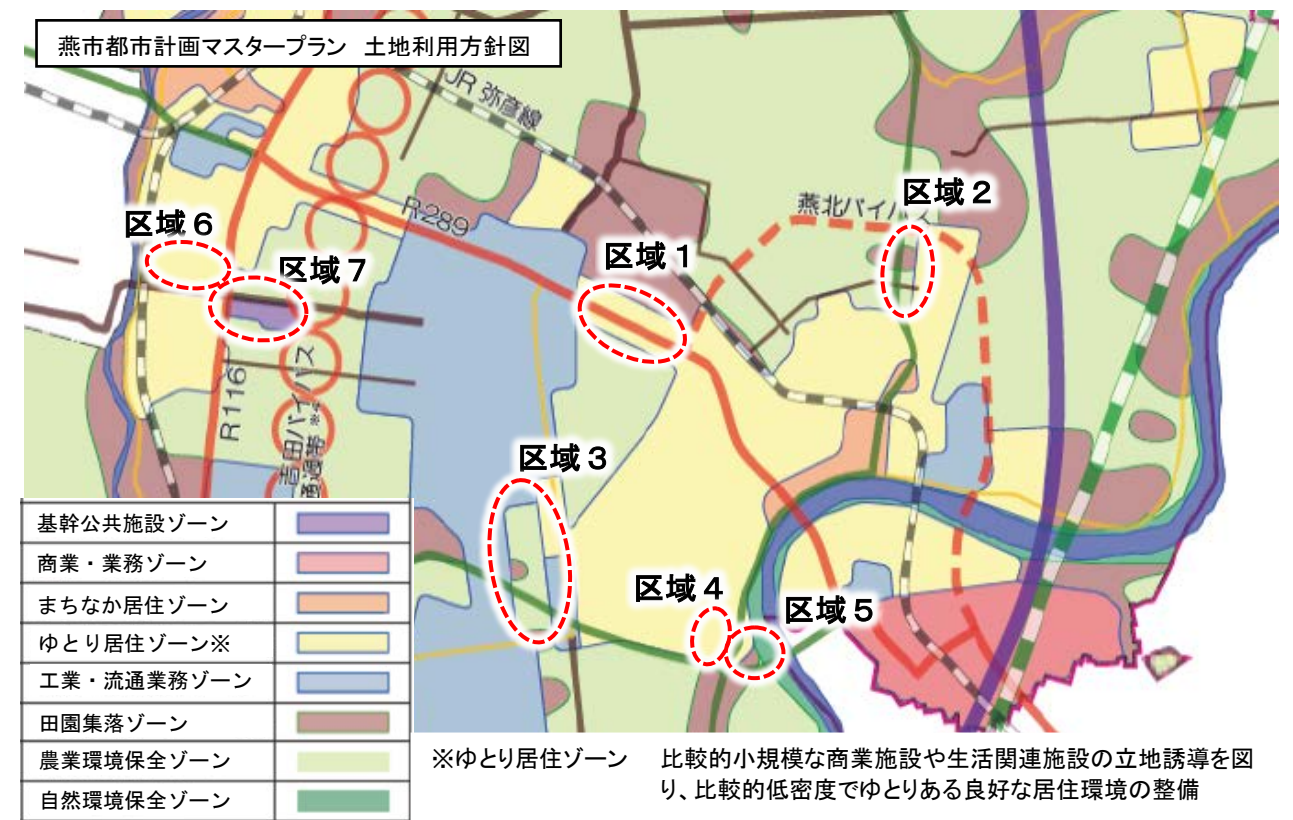 燕市都市計画マスタープラン　土地利用方針図
JR 弥彦線
R289
燕北バイパス
区域１
区域２
区域３
区域４
区域５
区域６
区域７
R116
吉田バイパス
通過帯 ※
基幹公共施設ゾーン
商業・業務ゾーン
まちなか居住ゾーン
ゆとり居住ゾーン※
工業・流通業務ゾーン
田園集落ゾーン
農業環境保全ゾーン
自然環境保全ゾーン
※ゆとり居住ゾーン　比較的小規模な商業施設や生活関連施設の立地誘導を図
り、比較的低密度でゆとりある良好な居住環境の整備